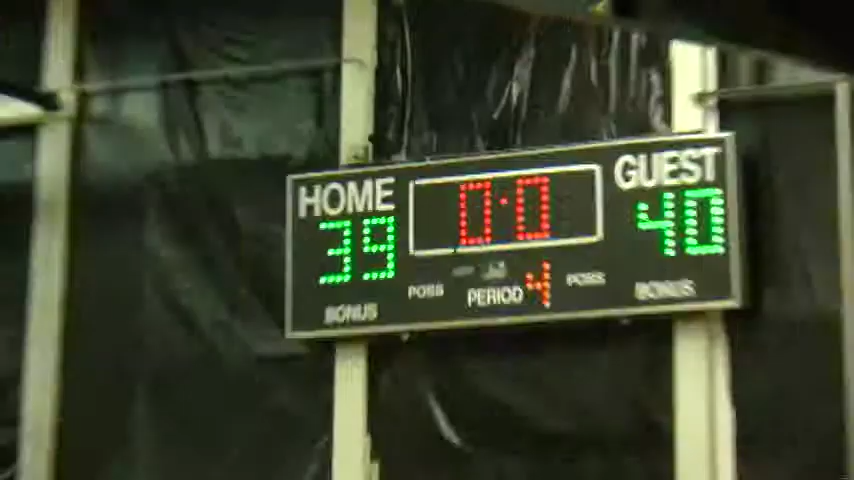 HOME 0.0 GUEST
39 40
POSS PERIOD 4 POSS
BONUS BONUS